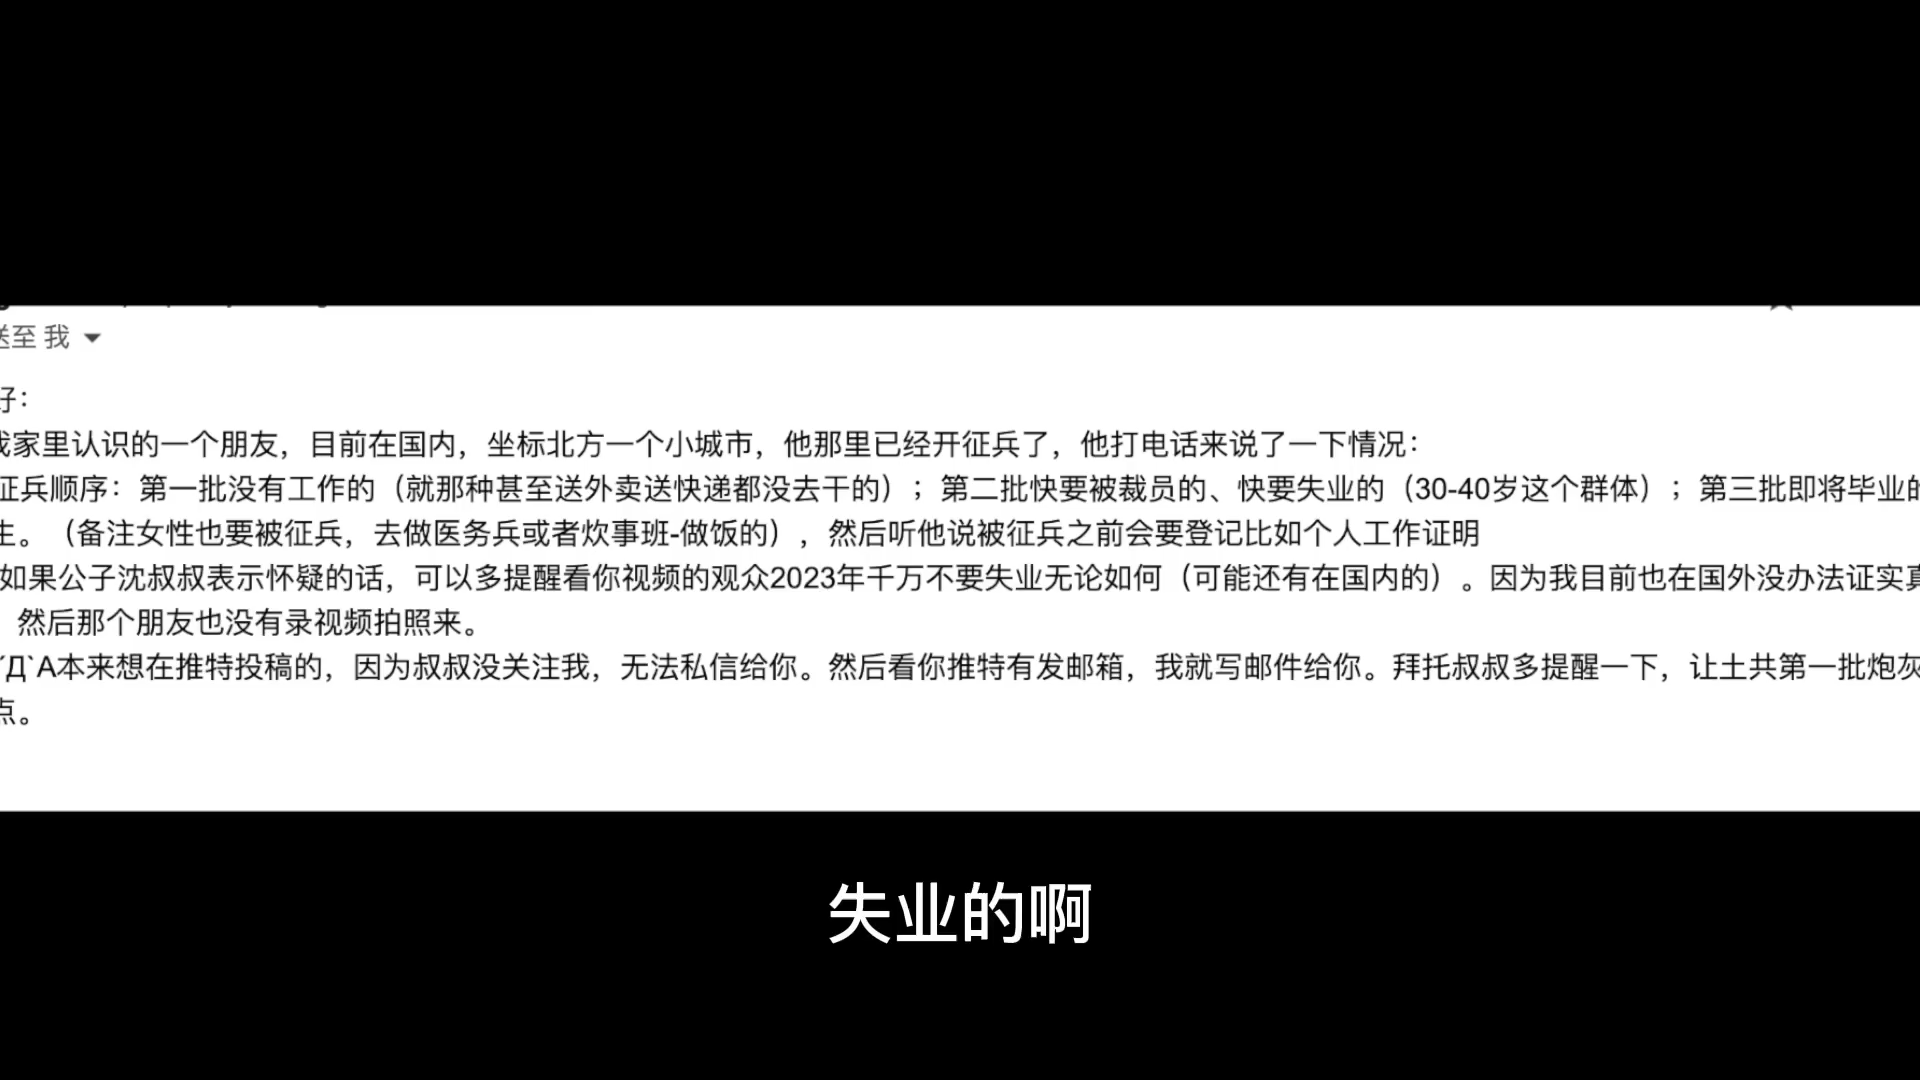 送至 我
好：
我家里认识的一个朋友，目前在国内，坐标北方一个小城市，他那里已经开征兵了，他打电话来说了一下情况：
征兵顺序：第一批没有工作的（就那种甚至送外卖送快递都没去干的）；第二批快要被裁员的、快要失业的（30-40岁这个群体）；第三批即将毕业的
生。（备注女性也要被征兵，去做医务兵或者炊事班-做饭的），然后听他说被征兵之前会要登记比如个人工作证明
如果公子沈叔叔表示怀疑的话，可以多提醒看你视频的观众2023年千万不要失业无论如何（可能还有在国内的）。因为我目前也在国外没办法证实真
，然后那个朋友也没有录视频拍照来。
´Д`A本来想在推特投稿的，因为叔叔没关注我，无法私信给你。然后看你推特有发邮箱，我就写邮件给你。拜托叔叔多提醒一下，让土共第一批炮灰
点。
失业的啊